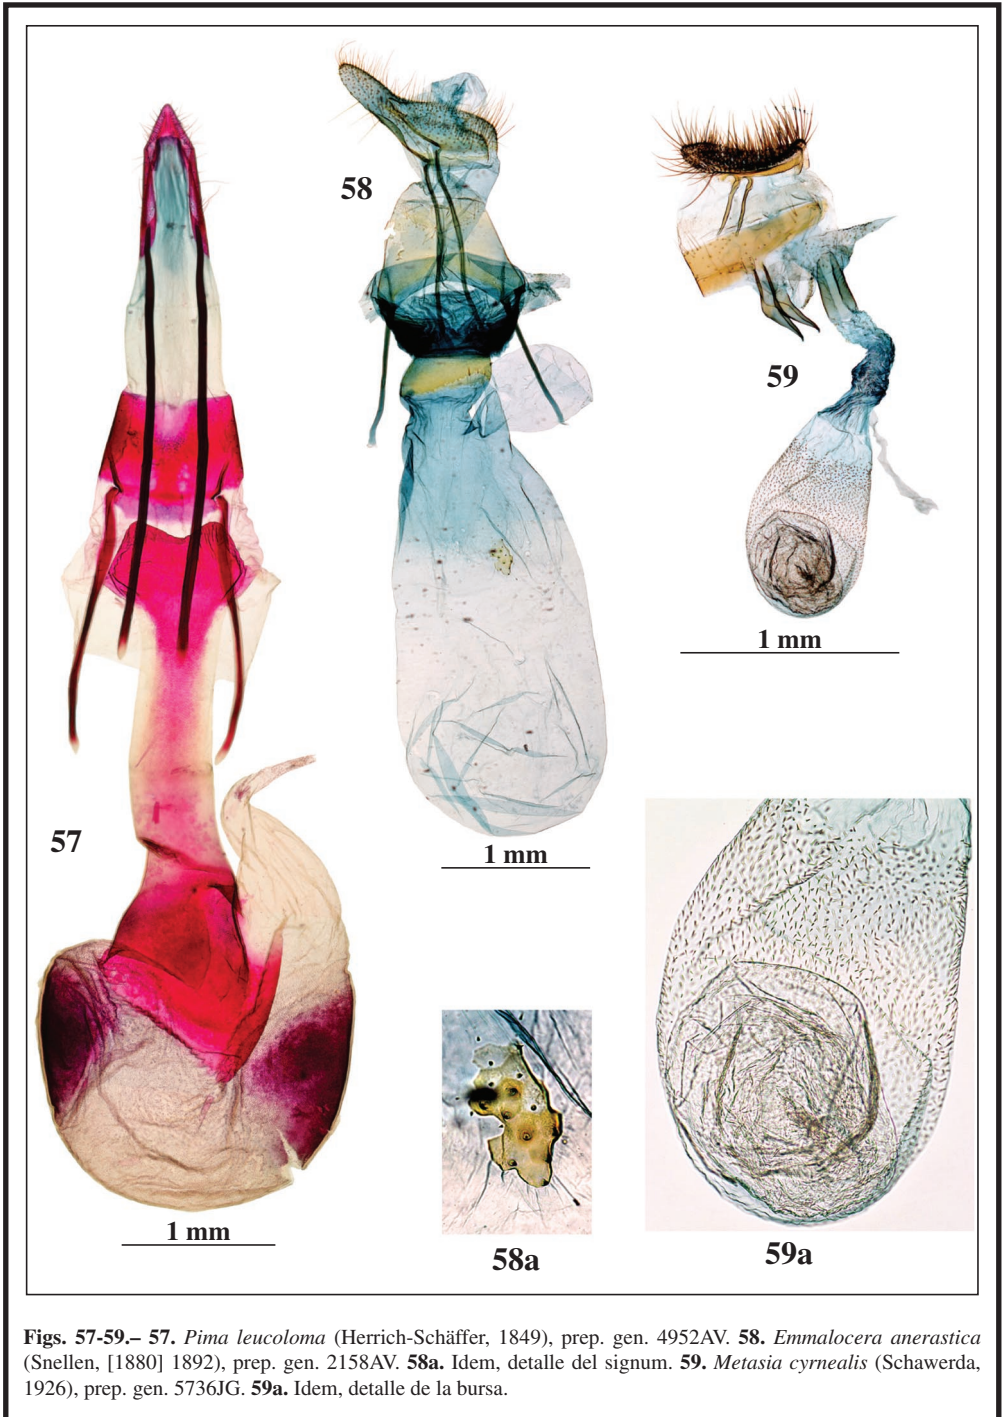 58
59
1 mm
57
1 mm
1 mm
58a
59a
Figs. 57-59.– 57. Pima leucoloma (Herrich-Schäffer, 1849), prep. gen. 4952AV. 58. Emmalocera anerastica
(Snellen, [1880] 1892), prep. gen. 2158AV. 58a. Idem, detalle del signum. 59. Metasia cyrnealis (Schawerda,
1926), prep. gen. 5736JG. 59a. Idem, detalle de la bursa.